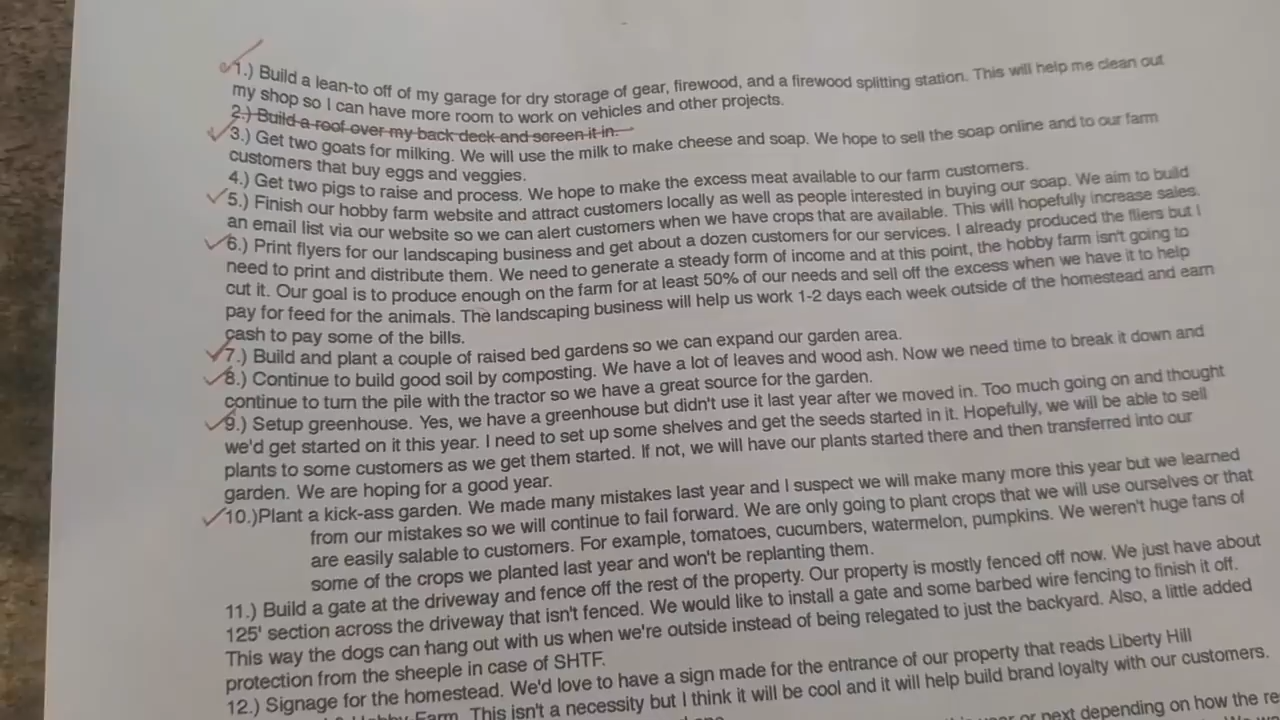 1.) Build a lean-to off of my garage for dry storage of gear, firewood, and a firewood splitting station. This will help me clean out
my shop so I can have more room to work on vehicles and other projects.
2.) Build a roof over my back deck and screen it in.
3.) Get two goats for milking. We will use the milk to make cheese and soap. We hope to sell the soap online and to our farm
customers that buy eggs and veggies.
4.) Get two pigs to raise and process. We hope to make the excess meat available to our farm customers.
5.) Finish our hobby farm website and attract customers locally as well as people interested in buying our soap. We aim to build
an email list via our website so we can alert customers when we have crops that are available. This will hopefully increase sales.
6.) Print flyers for our landscaping business and get about a dozen customers for our services. I already produced the fliers but I
need to print and distribute them. We need to generate a steady form of income and at this point, the hobby farm isn't going to
cut it. Our goal is to produce enough on the farm for at least 50% of our needs and sell off the excess when we have it to help
pay for feed for the animals. The landscaping business will help us work 1-2 days each week outside of the homestead and earn
cash to pay some of the bills.
7.) Build and plant a couple of raised bed gardens so we can expand our garden area.
8.) Continue to build good soil by composting. We have a lot of leaves and wood ash. Now we need time to break it down and
continue to turn the pile with the tractor so we have a great source for the garden.
9.) Setup greenhouse. Yes, we have a greenhouse but didn't use it last year after we moved in. Too much going on and thought
we'd get started on it this year. I need to set up some shelves and get the seeds started in it. Hopefully, we will be able to sell
plants to some customers as we get them started. If not, we will have our plants started there and then transferred into our
garden. We are hoping for a good year.
10.)Plant a kick-ass garden. We made many mistakes last year and I suspect we will make many more this year but we learned
from our mistakes so we will continue to fail forward. We are only going to plant crops that we will use ourselves or that
are easily salable to customers. For example, tomatoes, cucumbers, watermelon, pumpkins. We weren't huge fans of
some of the crops we planted last year and won't be replanting them.
11.) Build a gate at the driveway and fence off the rest of the property. Our property is mostly fenced off now. We just have about
125' section across the driveway that isn't fenced. We would like to install a gate and some barbed wire fencing to finish it off.
This way the dogs can hang out with us when we're outside instead of being relegated to just the backyard. Also, a little added
protection from the sheeple in case of SHTF.
12.) Signage for the homestead. We'd love to have a sign made for the entrance of our property that reads Liberty Hill
Hobby Farm. This isn't a necessity but I think it will be cool and it will help build brand loyalty with our customers.
or next depending on how the re